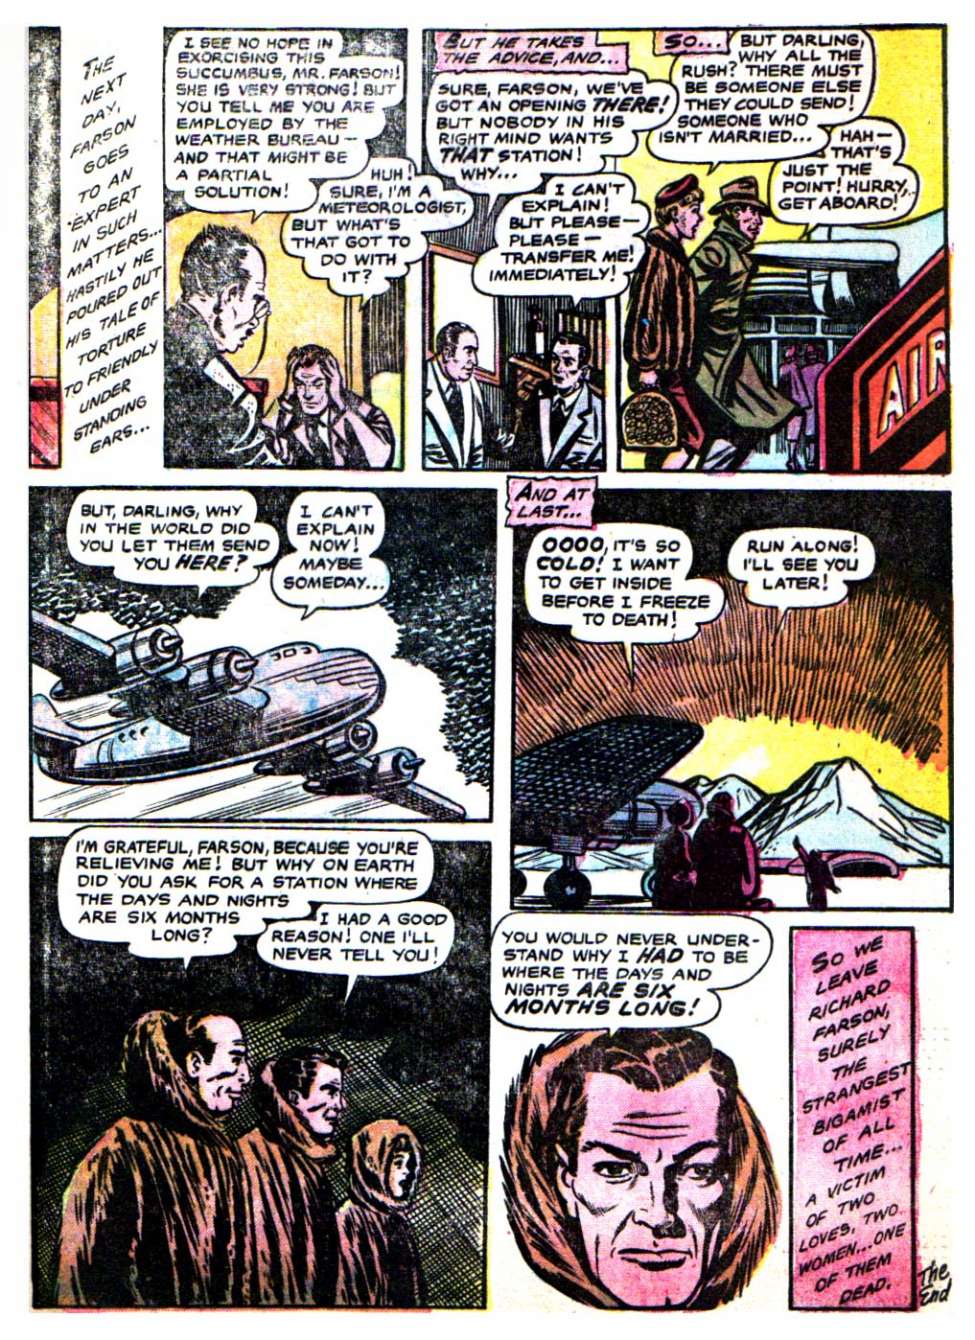 THE
NEXT
DAY,
FARSON
GOES
TO AN
"EXPERT
IN SUCH
MATTERS...
HASTILY HE
POURED OUT
HIS TALE OF
TORTURE
TO FRIENDLY
UNDER
STANDING
EARS...
I SEE NO HOPE IN
EXORCISING THIS
SUCCUMBUS, MR. FARSON!
SHE IS VERY STRONG! BUT
YOU TELL ME YOU ARE
EMPLOYED BY THE
WEATHER BUREAU—
AND THAT MIGHT BE
A PARTIAL
SOLUTION!
HUH!
SURE, I'M A
METEOROLOGIST,
BUT WHAT'S
THAT GOT TO
DO WITH
IT?
BUT HE TAKES
THE ADVICE, AND...
SURE, FARSON, WE'VE
GOT AN OPENING THERE!
BUT NOBODY IN HIS
RIGHT MIND WANTS
THAT STATION!
WHY...
I CAN'T
EXPLAIN!
BUT PLEASE—
PLEASE—
TRANSFER ME!
IMMEDIATELY!
SO...
BUT DARLING,
WHY ALL THE
RUSH? THERE MUST
BE SOMEONE ELSE
THEY COULD SEND!
SOMEONE WHO
ISN'T MARRIED...
HAH—
THAT'S
JUST THE
POINT! HURRY,
GET ABOARD!
AIR
BUT, DARLING, WHY
IN THE WORLD DID
YOU LET THEM SEND
YOU HERE?
I CAN'T
EXPLAIN
NOW!
MAYBE
SOMEDAY...
AND AT
LAST...
OOOO, IT'S SO
COLD! I WANT
TO GET INSIDE
BEFORE I FREEZE
TO DEATH!
RUN ALONG!
I'LL SEE YOU
LATER!
I'M GRATEFUL, FARSON, BECAUSE YOU'RE
RELIEVING ME! BUT WHY ON EARTH
DID YOU ASK FOR A STATION WHERE
THE DAYS AND NIGHTS
ARE SIX MONTHS
LONG?
I HAD A GOOD
REASON! ONE I'LL
NEVER TELL YOU!
YOU WOULD NEVER UNDER-
STAND WHY I HAD TO BE
WHERE THE DAYS AND
NIGHTS ARE SIX
MONTHS LONG!
SO WE
LEAVE
RICHARD
FARSON,
SURELY
THE
STRANGEST
BIGAMIST
OF ALL
TIME...
A VICTIM
OF TWO
LOVES, TWO
WOMEN...ONE
OF THEM
DEAD.
The
End